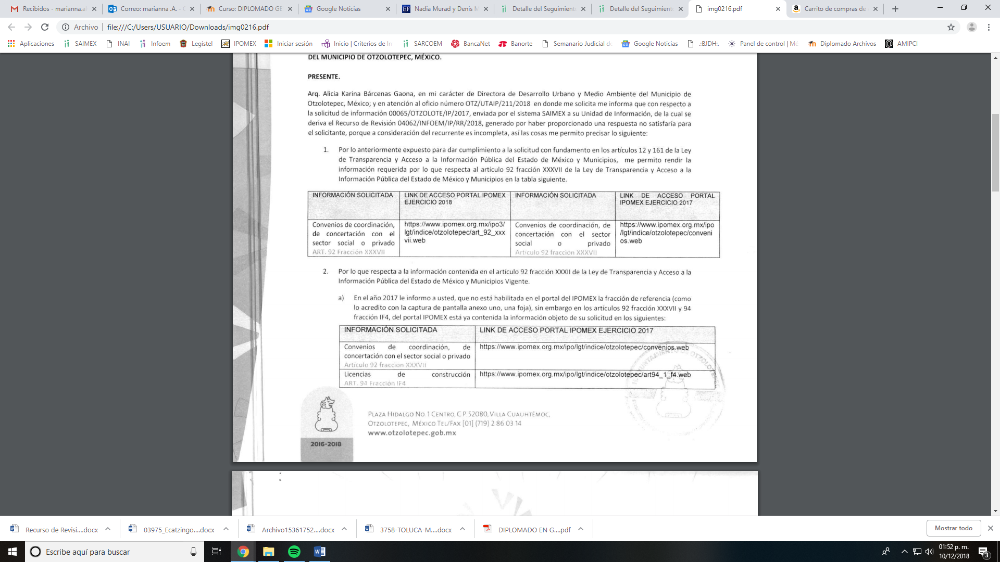 Recibidos - marianna.al
Correo: marianna .A. - O
Curso: DIPLOMADO GE
Google Noticias
EF Nadia Murad y Denis M
Detalle del Seguimiento
Detalle del Seguimiento
img0216.pdf
Carrito de compras de
Archivo file:///C:/Users/USUARIO/Downloads/img0216.pdf
Aplicaciones SAIMEX INAI Infoem Legistel IPOMEX Iniciar sesión Inicio | Criterios de In SARCOEM BancaNet Banorte Semanario Judicial de Google Noticias .:BJDH:. Panel de control | Mé Diplomado Archivos AMIPCI
DEL MUNICIPIO DE OTZOLOTEPEC, MÉXICO.
PRESENTE.
Arq. Alicia Karina Bárcenas Gaona, en mi carácter de Directora de Desarrollo Urbano y Medio Ambiente del Municipio de
Otzolotepec, México; y en atención al oficio número OTZ/UTAIP/211/2018 en donde me solicita me informa que con respecto a
la solicitud de información 00065/OTZOLOTE/IP/2017, enviada por el sistema SAIMEX a su Unidad de Información, de la cual se
deriva el Recurso de Revisión 04062/INFOEM/IP/RR/2018, generado por haber proporcionado una respuesta no satisfaría para
el solicitante, porque a consideración del recurrente es incompleta, así las cosas me permito precisar lo siguiente:
1. Por lo anteriormente expuesto para dar cumplimiento a la solicitud con fundamento en los artículos 12 y 161 de la Ley
de Transparencia y Acceso a la Información Pública del Estado de México y Municipios, me permito rendir la
información requerida por lo que respecta al artículo 92 fracción XXXVII de la Ley de Transparencia y Acceso a la
Información Pública del Estado de México y Municipios en la tabla siguiente.
INFORMACIÓN SOLICITADA
LINK DE ACCESO PORTAL IPOMEX
EJERCICIO 2018
INFORMACIÓN SOLICITADA
LINK DE ACCESO PORTAL
IPOMEX EJERCICIO 2017
Convenios de coordinación,
de concertación con el
sector social o privado
ART. 92 Fracción XXXVII
https://www.ipomex.org.mx/ipo3/
lgt/indice/otzolotepec/art_92_xxx
vii.web
Convenios de coordinación, de
concertación con el sector
social o privado
Artículo 92 fracción XXXVII
https://www.ipomex.org.mx/ipo
/lgt/indice/otzolotepec/conveni
os.web
2. Por lo que respecta a la información contenida en el artículo 92 fracción XXXII de la Ley de Transparencia y Acceso a la
Información Pública del Estado de México y Municipios Vigente.
a) En el año 2017 le informo a usted, que no está habilitada en el portal del IPOMEX la fracción de referencia (como
lo acredito con la captura de pantalla anexo uno, una foja), sin embargo en los artículos 92 fracción XXXVII y 94
fracción IF4, del portal IPOMEX está ya contenida la información objeto de su solicitud en los siguientes:
INFORMACIÓN SOLICITADA
LINK DE ACCESO PORTAL IPOMEX EJERCICIO 2017
Convenios de coordinación, de
concertación con el sector social o privado
Artículo 92 fraccion XXXVII
https://www.ipomex.org.mx/ipo/lgt/indice/otzolotepec/convenios.web
Licencias de construcción
ART. 94 Fracción IF4
https://www.ipomex.org.mx/ipo/lgt/indice/otzolotepec/art94_1_f4.web
PLAZA HIDALGO NO. 1 CENTRO, C.P. 52080, VILLA CUAUHTÉMOC,
OTZOLOTEPEC, MÉXICO TEL/FAX [01] (719) 2 86 03 14
www.otzolotepec.gob.mx
2016-2018
Recurso de Revisi....docx
03975_Ecatzingo....docx
Archivo15361752....docx
3758-TOLUCA-M....docx
DIPLOMADO EN G....pdf
Mostrar todo
Escribe aquí para buscar
01:52 p. m.
10/12/2018
3